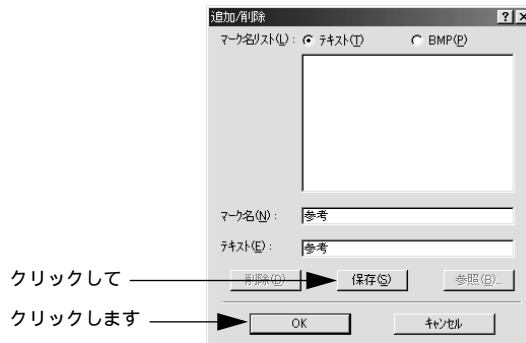 追加/削除
マーク名リスト(L): テキスト(T) BMP(P)
マーク名(N): 参考
テキスト(E): 参考
クリックして 削除(D) 保存(S) 参照(B)...
クリックします OK キャンセル